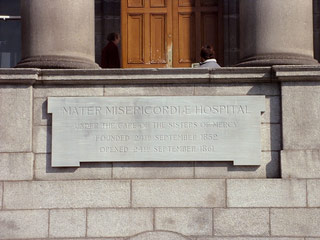 MATER MISERICORDIÆ HOSPITAL
UNDER THE CARE OF THE SISTERS OF MERCY
FOUNDED 24TH SEPTEMBER 1852
OPENED 24TH SEPTEMBER 1861